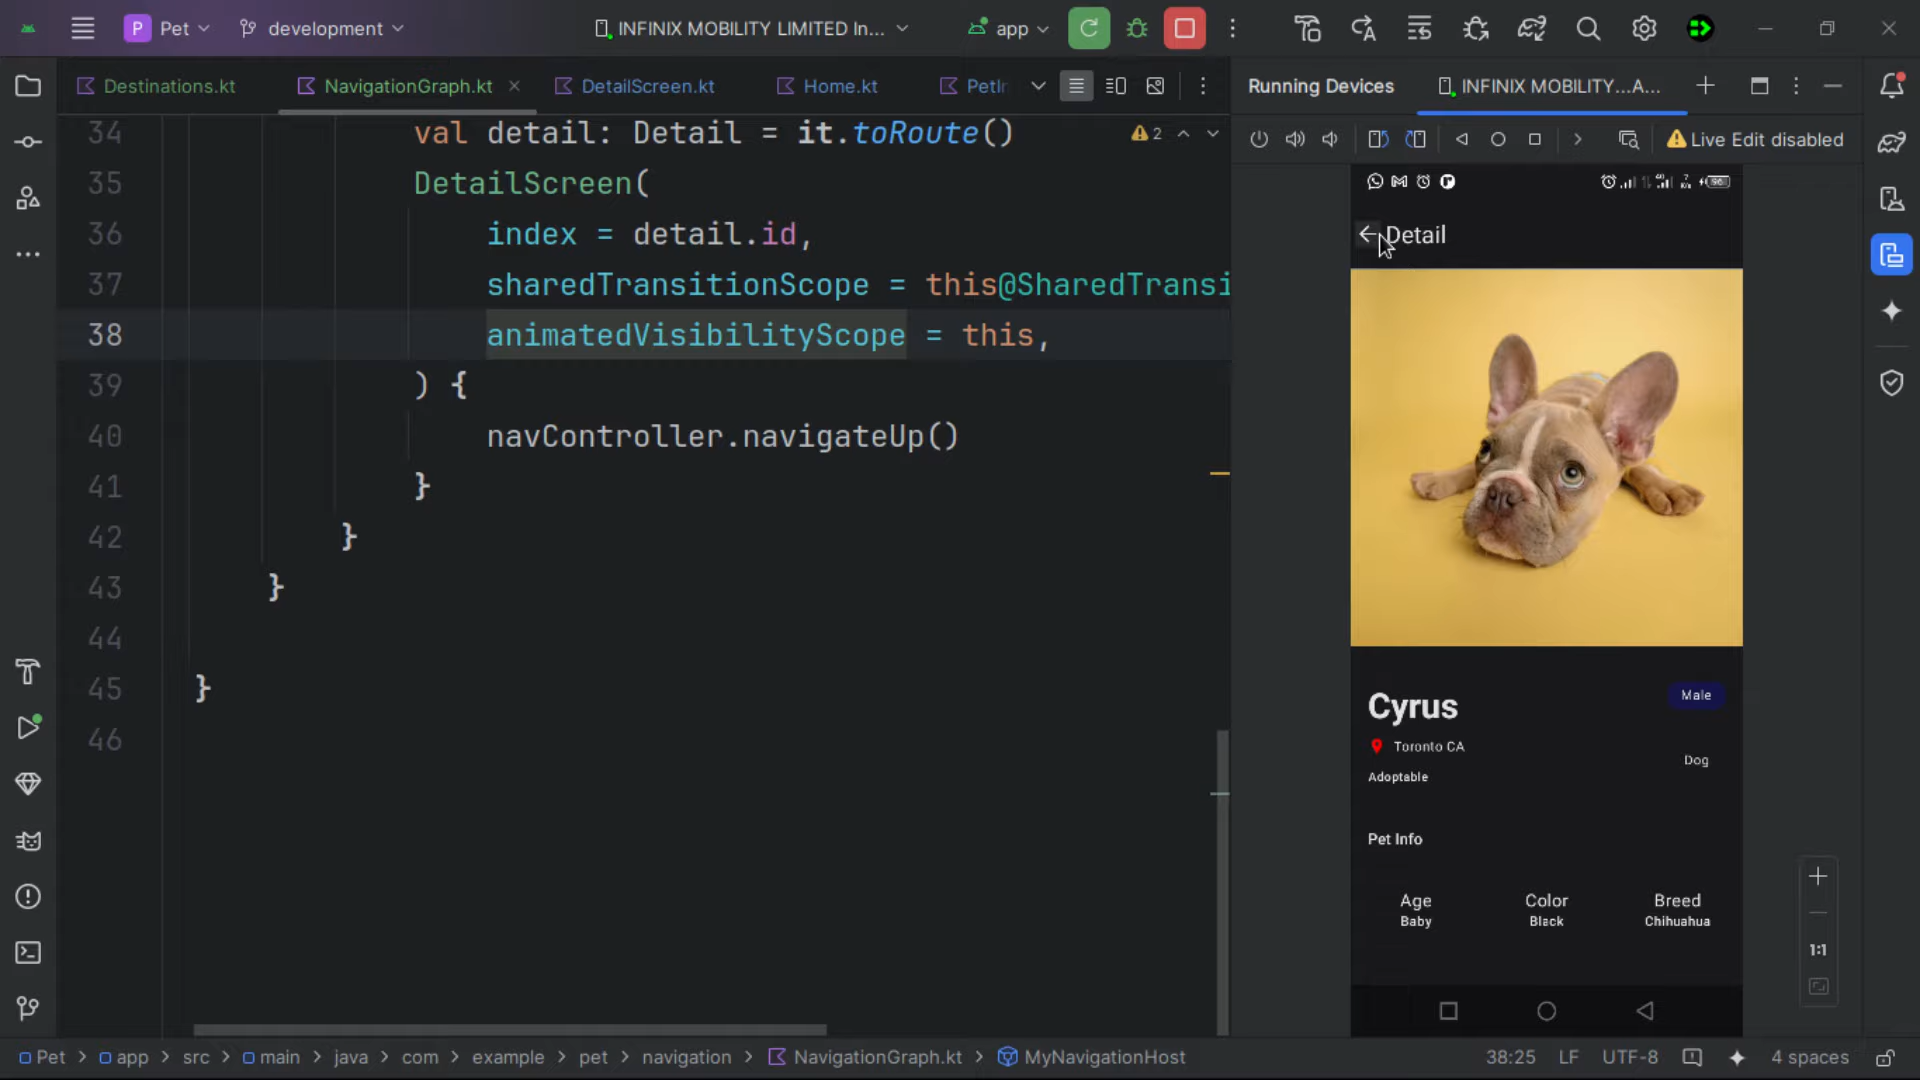 P Pet development INFINIX MOBILITY LIMITED In... app
Destinations.kt NavigationGraph.kt DetailScreen.kt Home.kt PetIn
Running Devices INFINIX MOBILITY...A...
Live Edit disabled
34 val detail: Detail = it.toRoute() 2
35 DetailScreen(
36 index = detail.id,
37 sharedTransitionScope = this@SharedTransi
38 animatedVisibilityScope = this,
39 ) {
40 navController.navigateUp()
41 }
42 }
43 }
44
45 }
46
Detail
Cyrus
Male
Toronto CA
Dog
Adoptable
Pet Info
Age Color Breed
Baby Black Chihuahua
1:1
Pet > app > src > main > java > com > example > pet > navigation > NavigationGraph.kt > MyNavigationHost 38:25 LF UTF-8 4 spaces